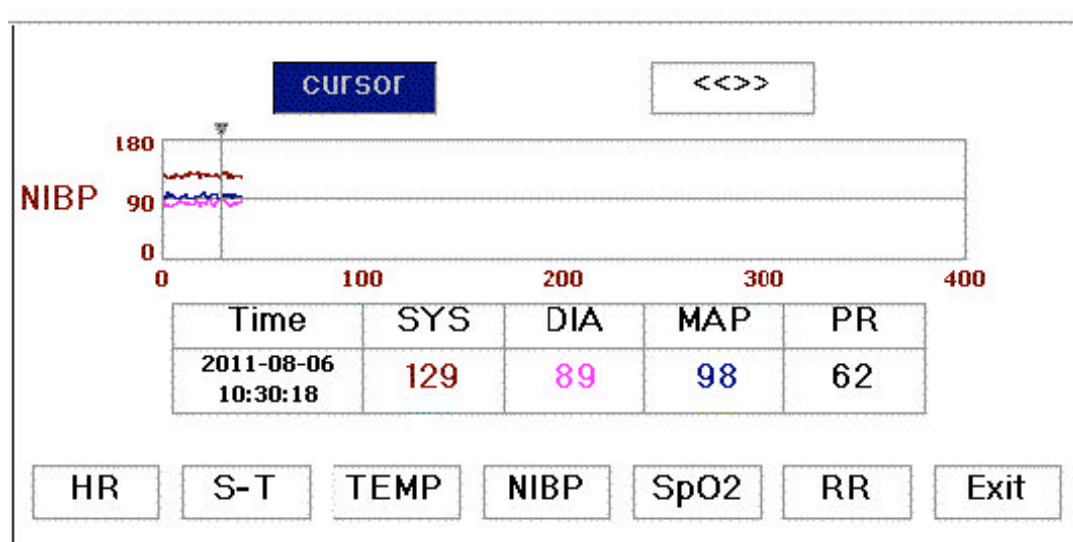 cursor <<>>
180
NIBP 90
0
0 100 200 300 400
Time SYS DIA MAP PR
2011-08-06
10:30:18 129 89 98 62
HR S-T TEMP NIBP SpO2 RR Exit